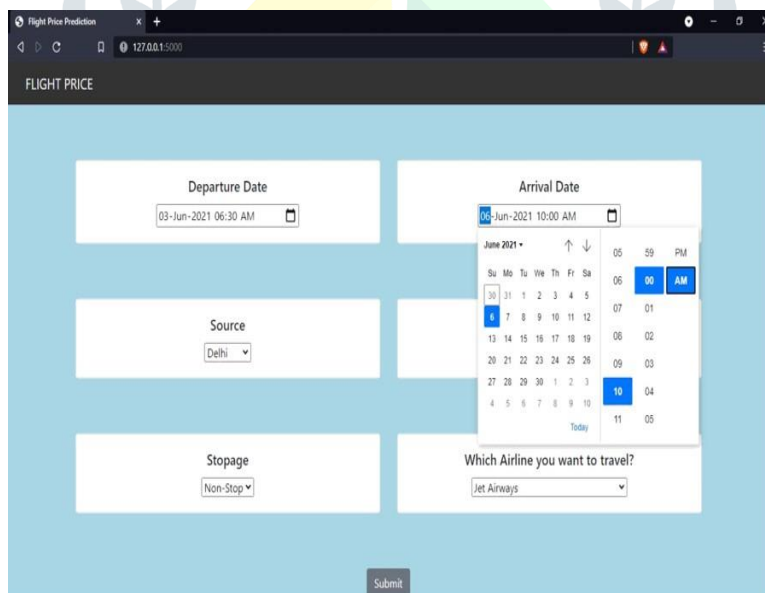 Flight Price Prediction
127.0.0.1:5000
FLIGHT PRICE
Departure Date
03-Jun-2021 06:30 AM
Arrival Date
06-Jun-2021 10:00 AM
June 2021
Su Mo Tu We Th Fr Sa
30 31 1 2 3 4 5
6 7 8 9 10 11 12
13 14 15 16 17 18 19
20 21 22 23 24 25 26
27 28 29 30 1 2 3
4 5 6 7 8 9 10
Today
05 59 PM
06 00 AM
07 01
08 02
09 03
10 04
11 05
Source
Delhi
Stopage
Non-Stop
Which Airline you want to travel?
Jet Airways
Submit